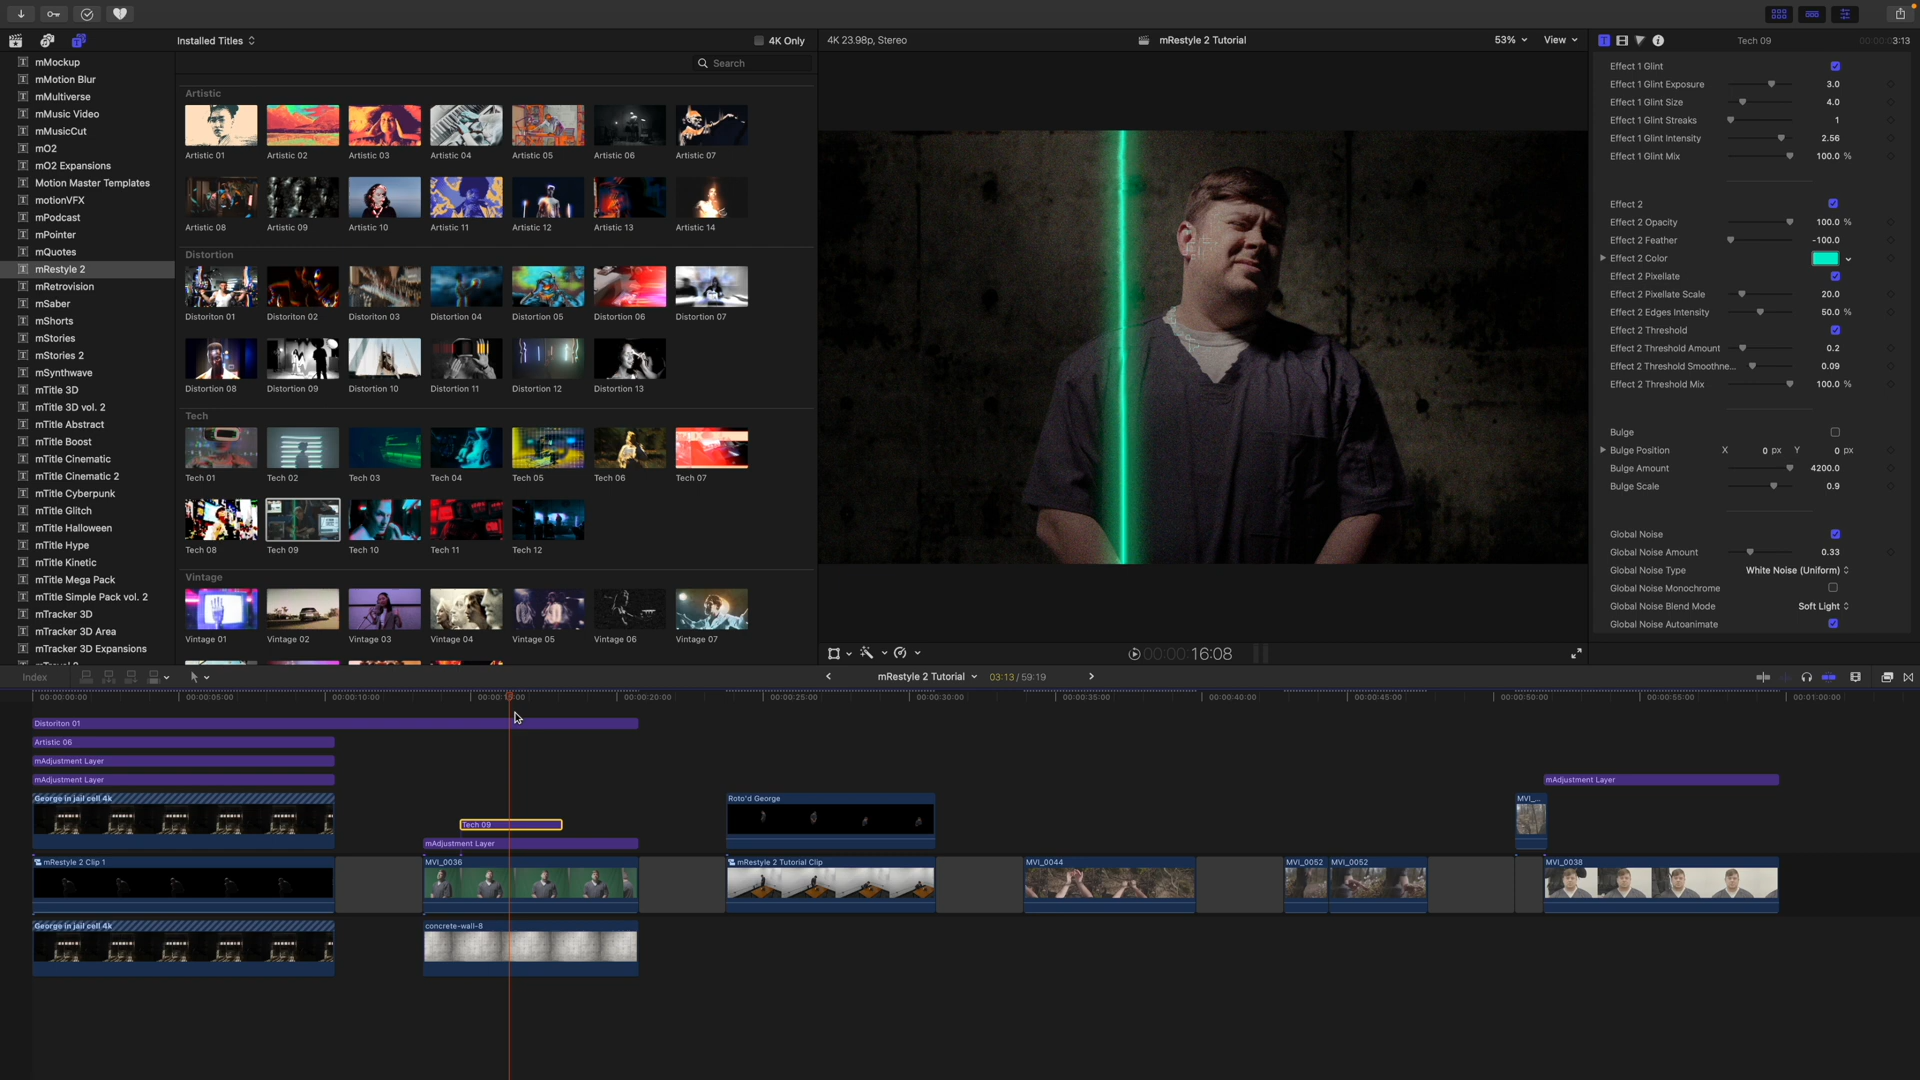 Installed Titles
4K Only
4K 23.98p, Stereo
mRestyle 2 Tutorial
53%
View
Tech 09
00:00:03:13
Search
mMockup
mMotion Blur
mMultiverse
mMusic Video
mMusicCut
mO2
mO2 Expansions
Motion Master Templates
motionVFX
mPodcast
mPointer
mQuotes
mRestyle 2
mRetrovision
mSaber
mShorts
mStories
mStories 2
mSynthwave
mTitle 3D
mTitle 3D vol. 2
mTitle Abstract
mTitle Boost
mTitle Cinematic
mTitle Cinematic 2
mTitle Cyberpunk
mTitle Glitch
mTitle Halloween
mTitle Hype
mTitle Kinetic
mTitle Mega Pack
mTitle Simple Pack vol. 2
mTracker 3D
mTracker 3D Area
mTracker 3D Expansions
Artistic
Artistic 01
Artistic 02
Artistic 03
Artistic 04
Artistic 05
Artistic 06
Artistic 07
Artistic 08
Artistic 09
Artistic 10
Artistic 11
Artistic 12
Artistic 13
Artistic 14
Distortion
Distoriton 01
Distortion 02
Distortion 03
Distortion 04
Distortion 05
Distortion 06
Distortion 07
Distortion 08
Distortion 09
Distortion 10
Distortion 11
Distortion 12
Distortion 13
Tech
Tech 01
Tech 02
Tech 03
Tech 04
Tech 05
Tech 06
Tech 07
Tech 08
Tech 09
Tech 10
Tech 11
Tech 12
Vintage
Vintage 01
Vintage 02
Vintage 03
Vintage 04
Vintage 05
Vintage 06
Vintage 07
Effect 1 Glint
Effect 1 Glint Exposure 3.0
Effect 1 Glint Size 4.0
Effect 1 Glint Streaks 1
Effect 1 Glint Intensity 2.56
Effect 1 Glint Mix 100.0 %
Effect 2
Effect 2 Opacity 100.0 %
Effect 2 Feather -100.0
Effect 2 Color
Effect 2 Pixellate
Effect 2 Pixellate Scale 20.0
Effect 2 Edges Intensity 50.0 %
Effect 2 Threshold
Effect 2 Threshold Amount 0.2
Effect 2 Threshold Smoothne... 0.09
Effect 2 Threshold Mix 100.0 %
Bulge
Bulge Position X 0 px Y 0 px
Bulge Amount 4200.0
Bulge Scale 0.9
Global Noise
Global Noise Amount 0.33
Global Noise Type White Noise (Uniform)
Global Noise Monochrome
Global Noise Blend Mode Soft Light
Global Noise Autoanimate
00:00:16:08
Index
mRestyle 2 Tutorial
03:13 / 59:19
00:00:00:00
00:00:05:00
00:00:10:00
00:00:15:00
00:00:20:00
00:00:25:00
00:00:30:00
00:00:35:00
00:00:40:00
00:00:45:00
00:00:50:00
00:00:55:00
00:01:00:00
Distoriton 01
Artistic 06
mAdjustment Layer
mAdjustment Layer
mAdjustment Layer
George in jail cell 4k
Roto'd George
MVI_...
Tech 09
mAdjustment Layer
mRestyle 2 Clip 1
MVI_0036
mRestyle 2 Tutorial Clip
MVI_0044
MVI_0052
MVI_0052
MVI_0038
George in jail cell 4k
concrete-wall-8